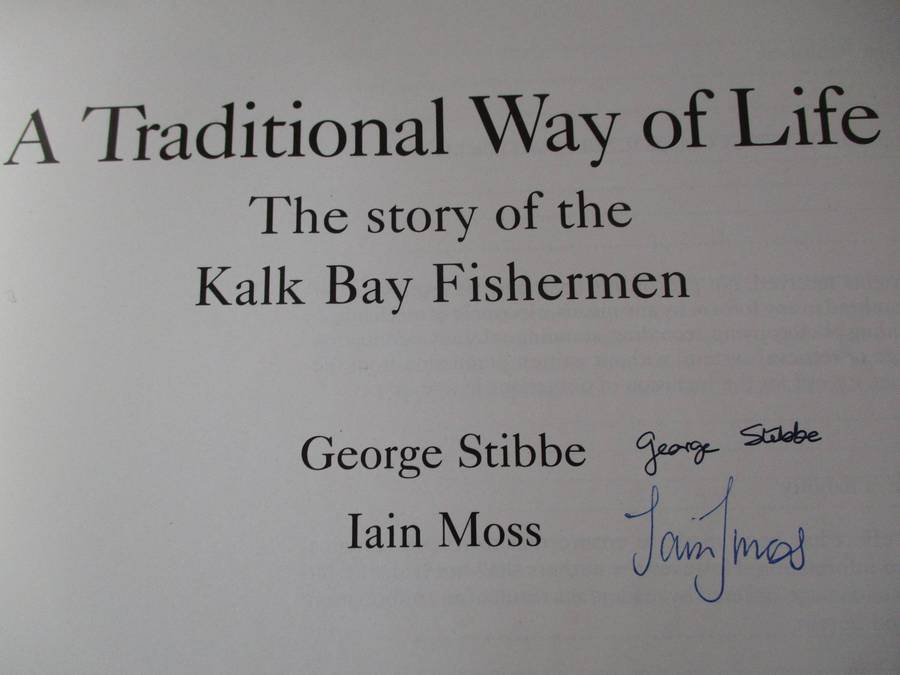 A Traditional Way of Life
The story of the
Kalk Bay Fishermen
George Stibbe George Stibbe
Iain Moss Iain J Moss